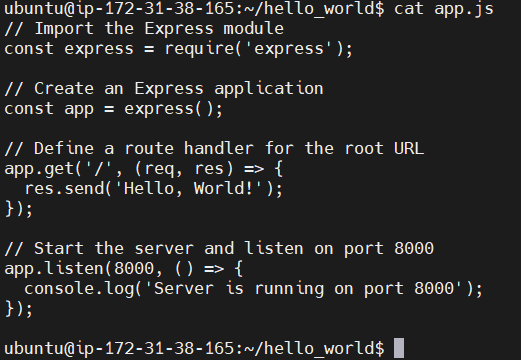 ubuntu@ip-172-31-38-165:~/hello_world$ cat app.js
// Import the Express module
const express = require('express');

// Create an Express application
const app = express();

// Define a route handler for the root URL
app.get('/', (req, res) => {
  res.send('Hello, World!');
});

// Start the server and listen on port 8000
app.listen(8000, () => {
  console.log('Server is running on port 8000');
});

ubuntu@ip-172-31-38-165:~/hello_world$